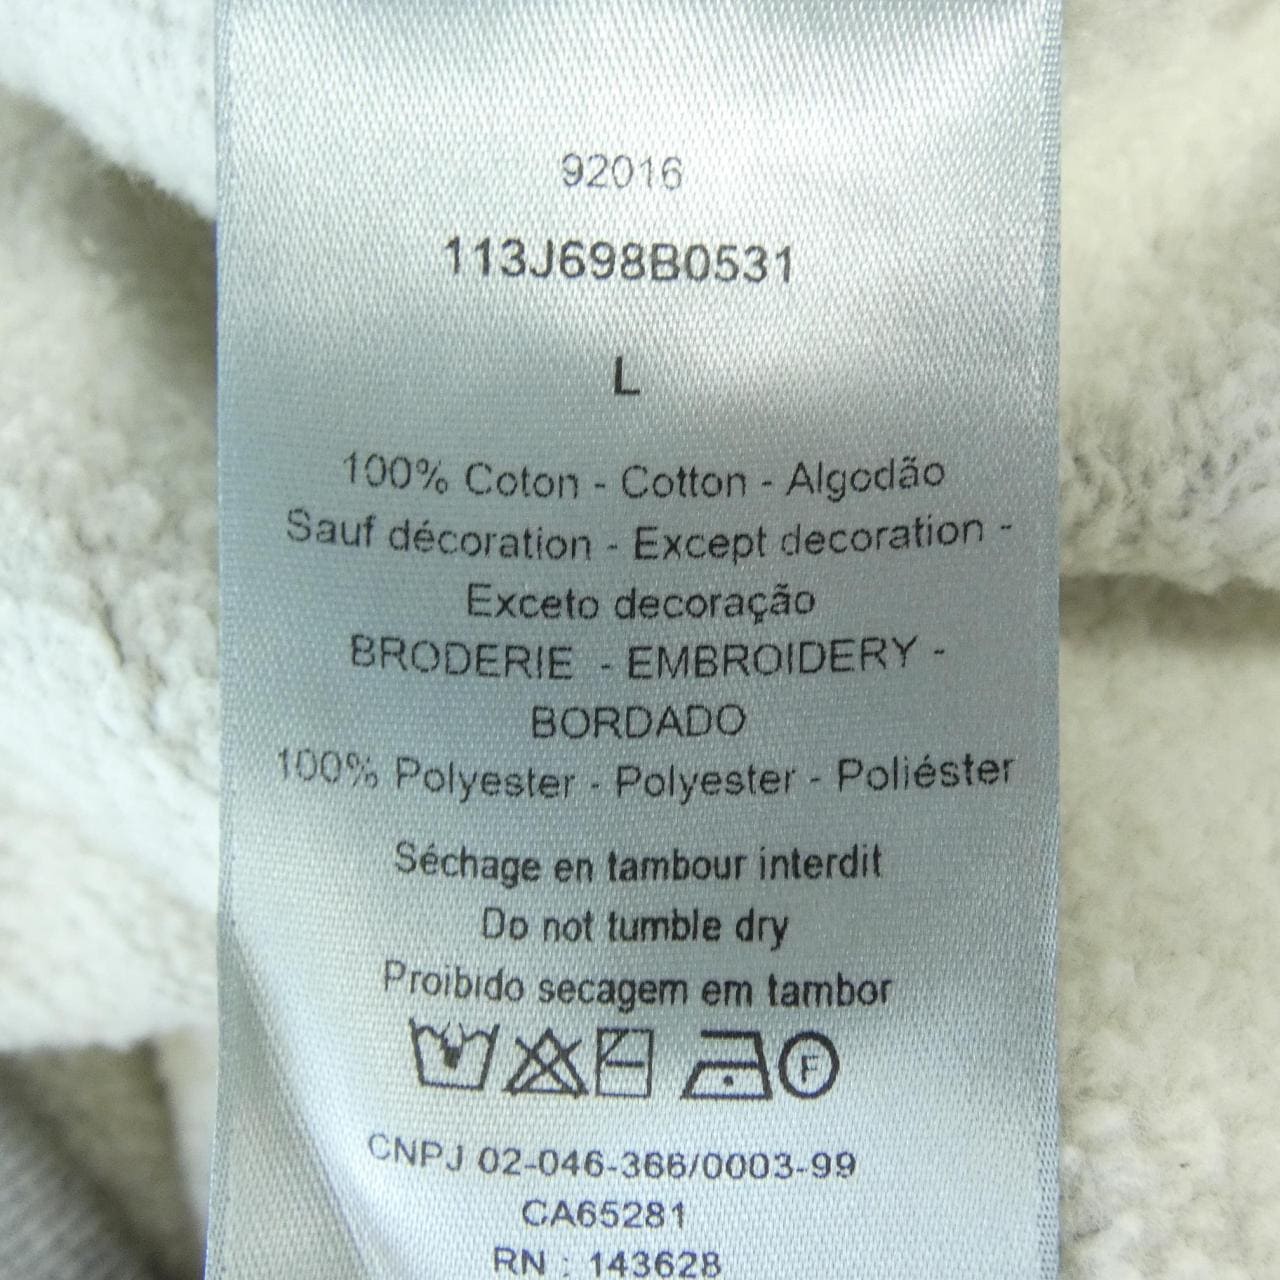 92016
113J698B0531
L
100% Coton - Cotton - Algodão
Sauf décoration - Except decoration -
Exceto decoração
BRODERIE - EMBROIDERY -
BORDADO
100% Polyester - Polyester - Poliéster
Séchage en tambour interdit
Do not tumble dry
Proibido secagem em tambor
F
CNPJ 02-046-366/0003-99
CA65281
RN : 143628